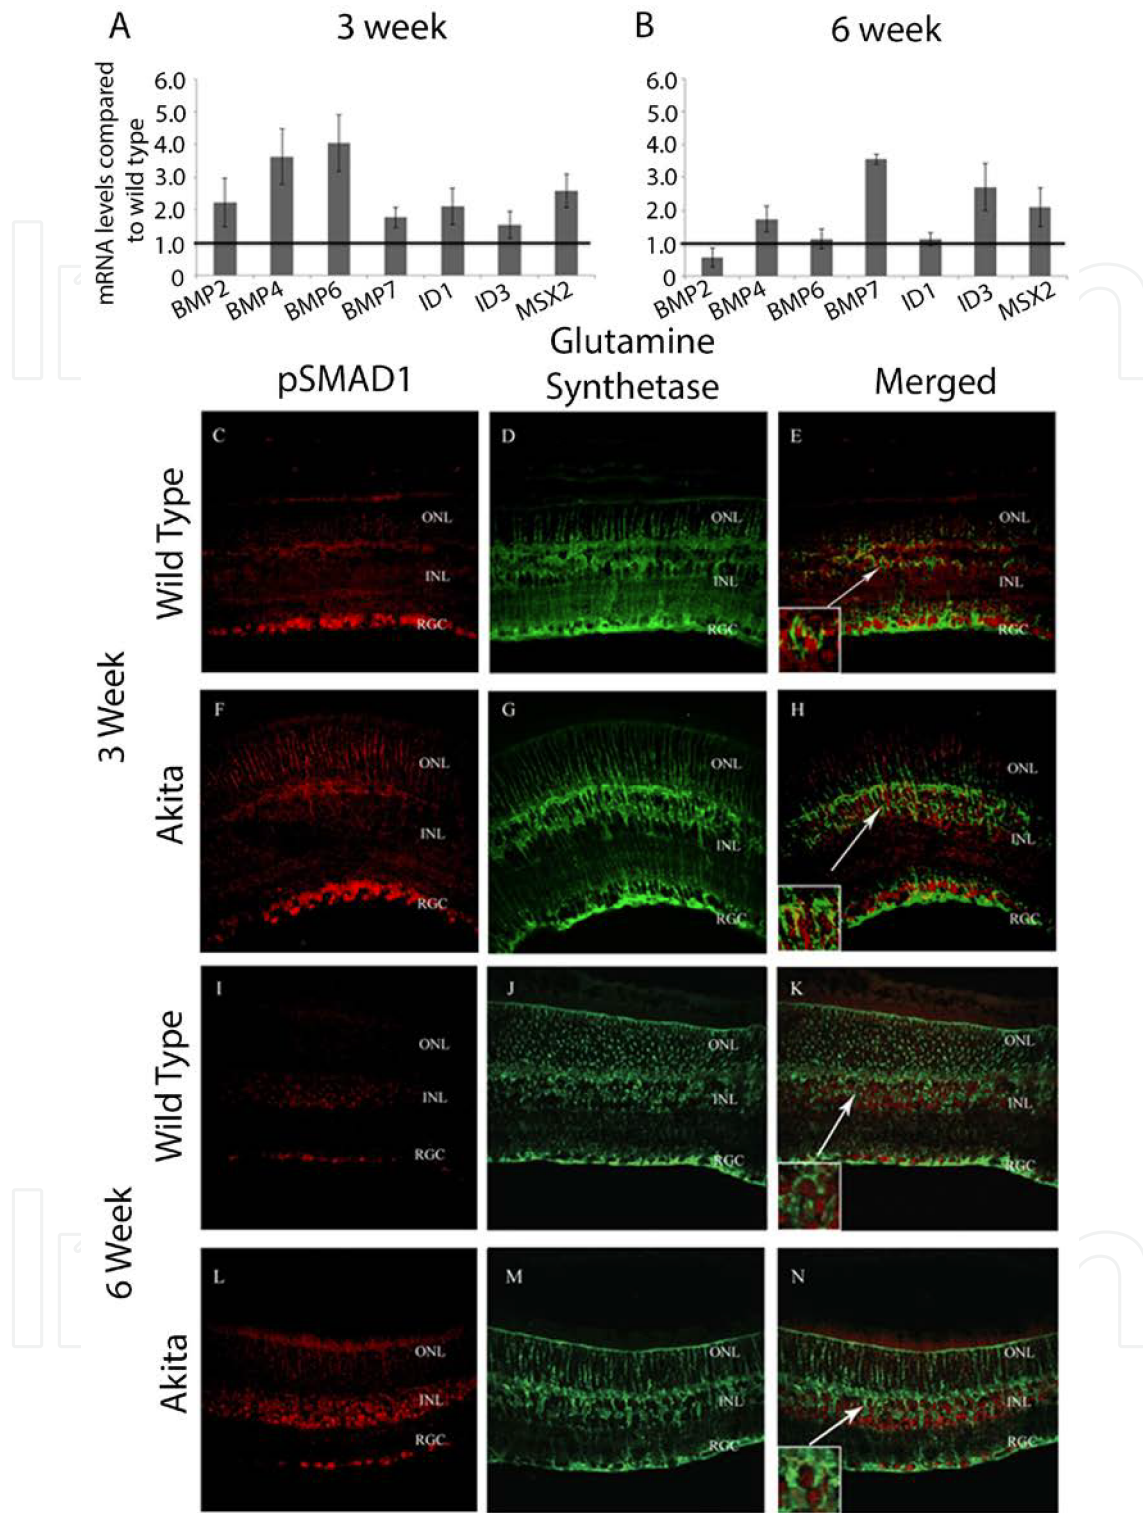 A
3 week
B
6 week
mRNA levels compared
to wild type
6.0
5.0
4.0
3.0
2.0
1.0
0
BMP2
BMP4
BMP6
BMP7
ID1
ID3
MSX2
6.0
5.0
4.0
3.0
2.0
1.0
0
BMP2
BMP4
BMP6
BMP7
ID1
ID3
MSX2
pSMAD1
Glutamine
Synthetase
Merged
3 Week
Wild Type
C
ONL
INL
RGC
D
ONL
INL
RGC
E
ONL
INL
RGC
Akita
F
ONL
INL
RGC
G
ONL
INL
RGC
H
ONL
INL
RGC
6 Week
Wild Type
I
ONL
INL
RGC
J
ONL
INL
RGC
K
ONL
INL
RGC
Akita
L
ONL
INL
RGC
M
ONL
INL
RGC
N
ONL
INL
RGC